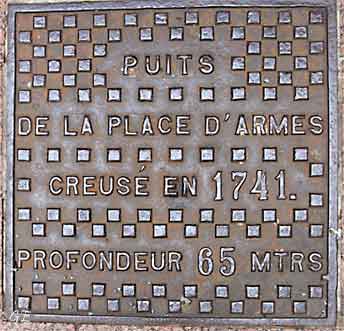 PUITS
DE LA PLACE D'ARMES
CREUSÉ EN 1741.
PROFONDEUR 65 MTRS